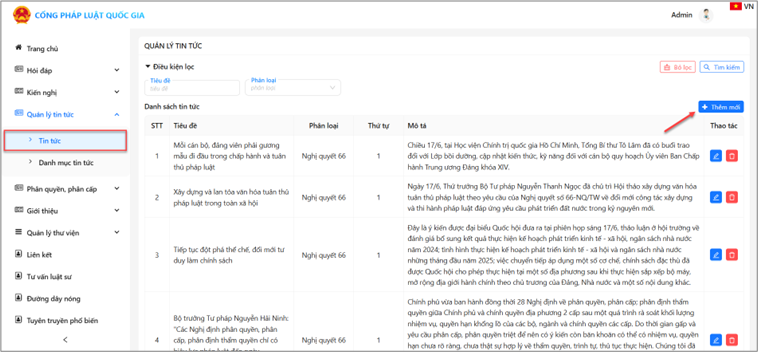 CỔNG PHÁP LUẬT QUỐC GIA
Admin
VN
Trang chủ
Hỏi đáp
Kiến nghị
Quản lý tin tức
Tin tức
Danh mục tin tức
Phân quyền, phân cấp
Giới thiệu
Quản lý thư viện
Liên kết
Tư vấn luật sư
Đường dây nóng
Tuyên truyền phổ biến
QUẢN LÝ TIN TỨC
Điều kiện lọc
Bỏ lọc
Tìm kiếm
Tiêu đề
tiêu đề
Phân loại
phân loại
Danh sách tin tức
Thêm mới
STT Tiêu đề Phân loại Thứ tự Mô tả Thao tác
1
Mỗi cán bộ, đảng viên phải gương
mẫu đi đầu trong chấp hành và tuân
thủ pháp luật
Nghị quyết 66
1
Chiều 17/6, tại Học viện Chính trị quốc gia Hồ Chí Minh, Tổng Bí thư Tô Lâm đã có buổi trao
đổi với Lớp bồi dưỡng, cập nhật kiến thức, kỹ năng đối với cán bộ quy hoạch Ủy viên Ban Chấp
hành Trung ương Đảng khóa XIV.
2
Xây dựng và lan tỏa văn hóa tuân thủ
pháp luật trong toàn xã hội
Nghị quyết 66
1
Ngày 17/6, Thứ trưởng Bộ Tư pháp Nguyễn Thanh Ngọc đã chủ trì Hội thảo xây dựng văn hóa
tuân thủ pháp luật theo yêu cầu của Nghị quyết số 66-NQ/TW về đổi mới công tác xây dựng
và thi hành pháp luật đáp ứng yêu cầu phát triển đất nước trong kỷ nguyên mới.
3
Tiếp tục đột phá thể chế, đổi mới tư
duy làm chính sách
Nghị quyết 66
1
Đây là ý kiến được đại biểu Quốc hội đưa ra tại phiên họp sáng 17/6, thảo luận ở hội trường về
đánh giá bổ sung kết quả thực hiện kế hoạch phát triển kinh tế - xã hội, ngân sách nhà nước
năm 2024; tình hình thực hiện kế hoạch phát triển kinh tế - xã hội và ngân sách nhà nước
những tháng đầu năm 2025; việc chuyển tiếp áp dụng một số cơ chế, chính sách đặc thù đã
được Quốc hội cho phép thực hiện tại một số địa phương sau khi thực hiện sắp xếp bộ máy,
mở rộng địa giới hành chính theo chủ trương của Đảng, Nhà nước và một số nội dung khác.
4
Bộ trưởng Tư pháp Nguyễn Hải Ninh:
"Các Nghị định phân quyền, phân
cấp, phân định thẩm quyền chỉ có
Nghị quyết 66
1
Chính phủ vừa ban hành đồng thời 28 Nghị định về phân quyền, phân cấp; phân định thẩm
quyền giữa Chính phủ và chính quyền địa phương 2 cấp sau một quá trình rà soát khối lượng
nhiệm vụ, quyền hạn khổng lồ của các bộ, ngành và chính quyền các cấp. Do thời gian gấp và
yêu cầu phân cấp, phân quyền triệt để nên có ý kiến còn băn khoăn có thể có nhiệm vụ, quyền
hạn chưa rõ ràng, chưa thật sự hợp lý về thẩm quyền, trình tự, thủ tục thực hiện. Chúng tôi đã